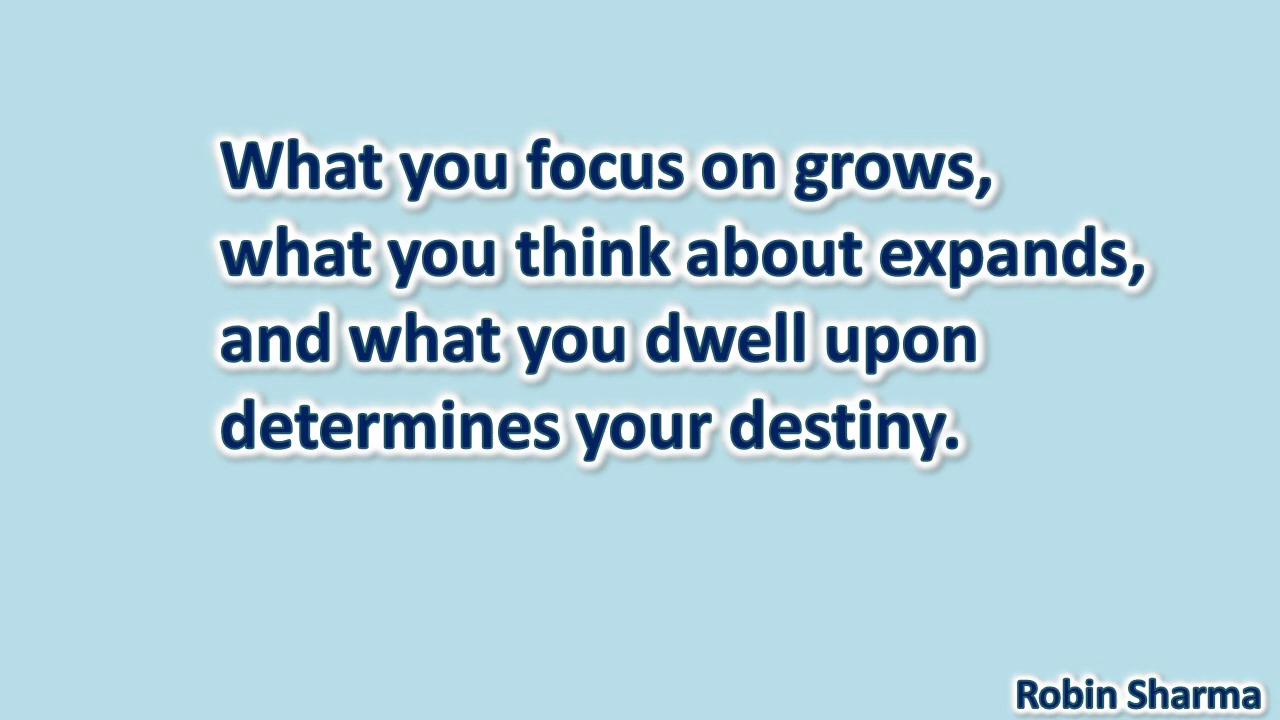 What you focus on grows,
what you think about expands,
and what you dwell upon
determines your destiny.
Robin Sharma